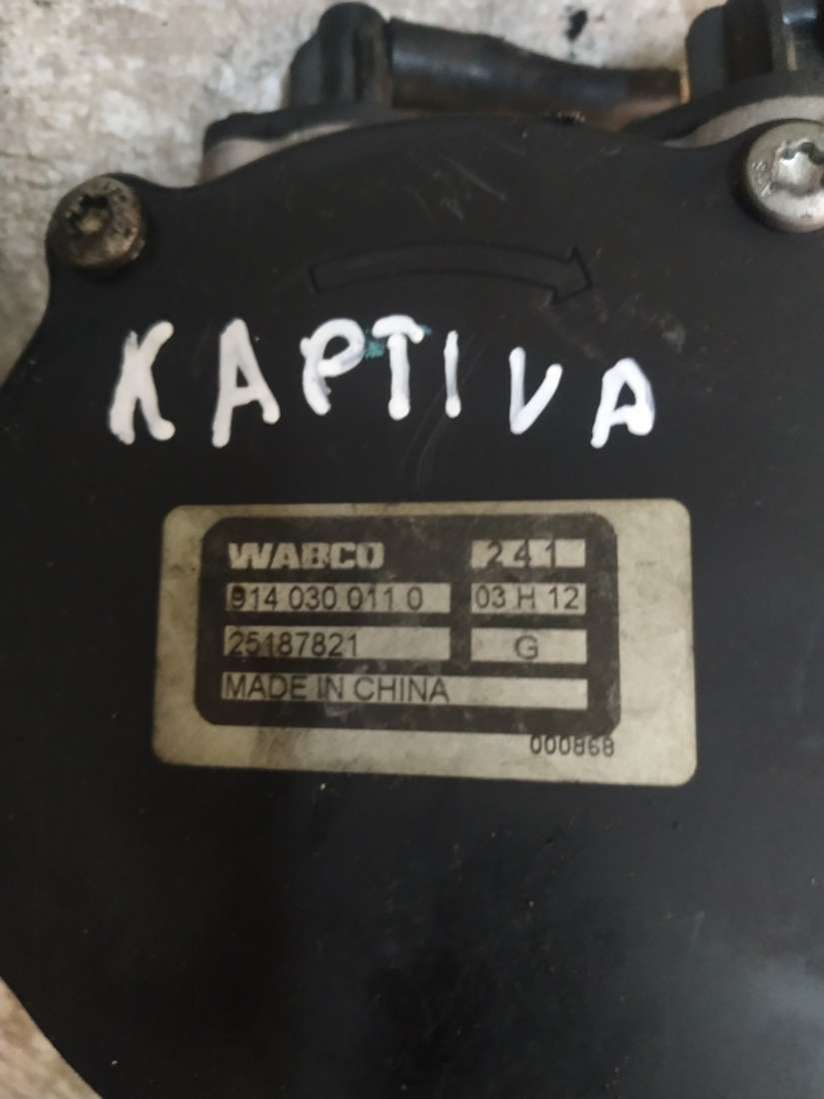 KAPTIVA
WABCO 241
914 030 011 0 03 H 12
25187821 G
MADE IN CHINA
000868